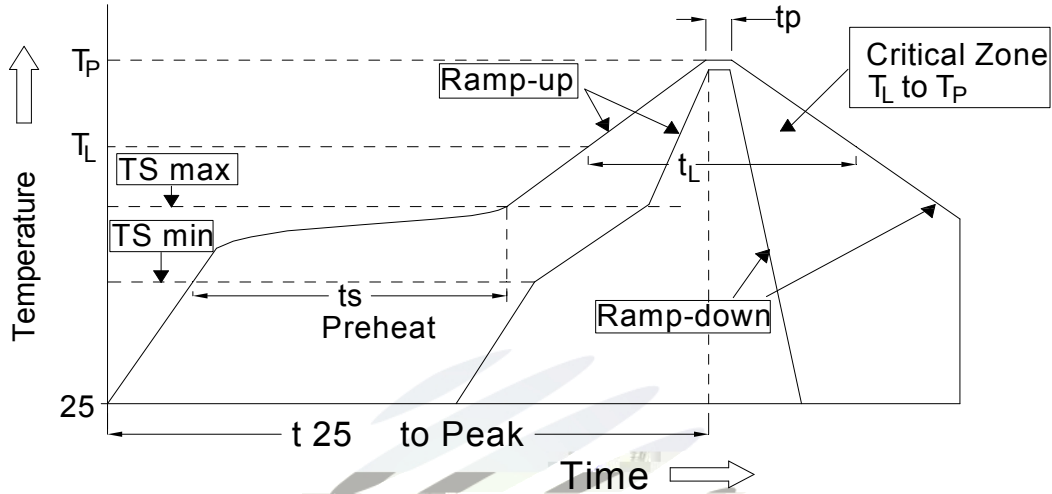 tp
TP
Ramp-up
Critical Zone
TL to TP
TL
TS max
tL
TS min
Temperature
ts
Preheat
Ramp-down
25
t 25 to Peak
Time